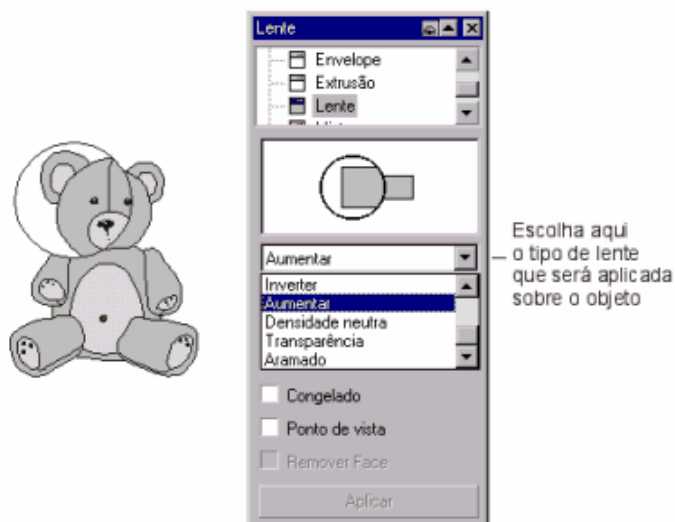 Lente
Envelope
Extrusão
Lente
Aumentar
Inverter
Aumentar
Densidade neutra
Transparência
Aramado
Congelado
Ponto de vista
Remover Face
Aplicar
Escolha aqui
o tipo de lente
que será aplicada
sobre o objeto